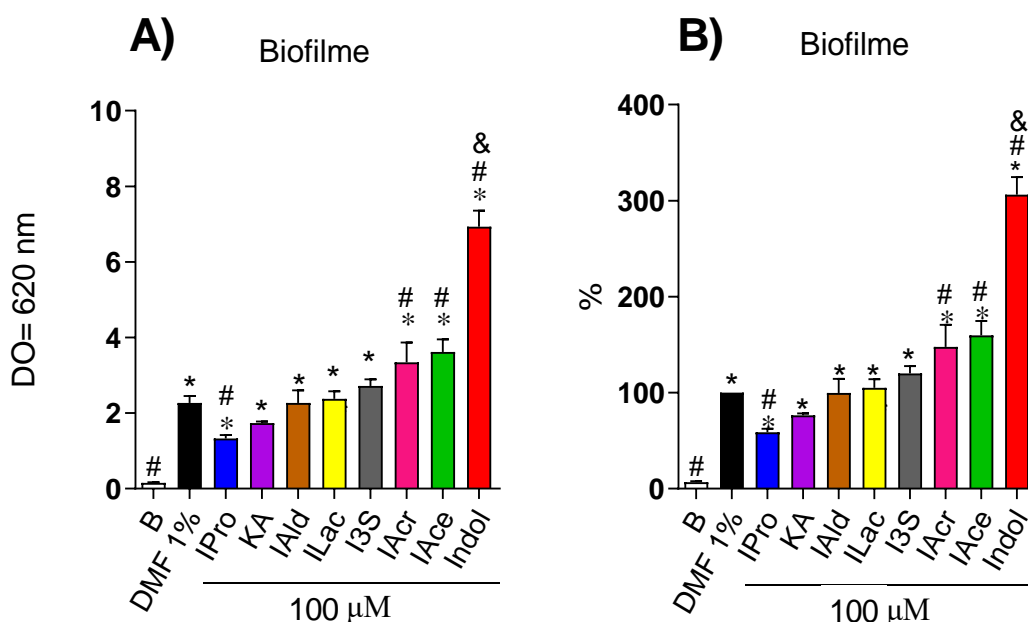 A)
Biofilme
DO= 620 nm
10
8
6
4
2
0
#
*
#
*
*
*
*
*
#
*
#
*
&
#
*
B
DMF 1%
IPro
KA
IAld
ILac
I3S
IAcr
IAce
Indol
100 μM
B)
Biofilme
%
400
300
200
100
0
#
*
#
*
*
*
*
*
#
*
#
*
&
#
*
B
DMF 1%
IPro
KA
IAld
ILac
I3S
IAcr
IAce
Indol
100 μM